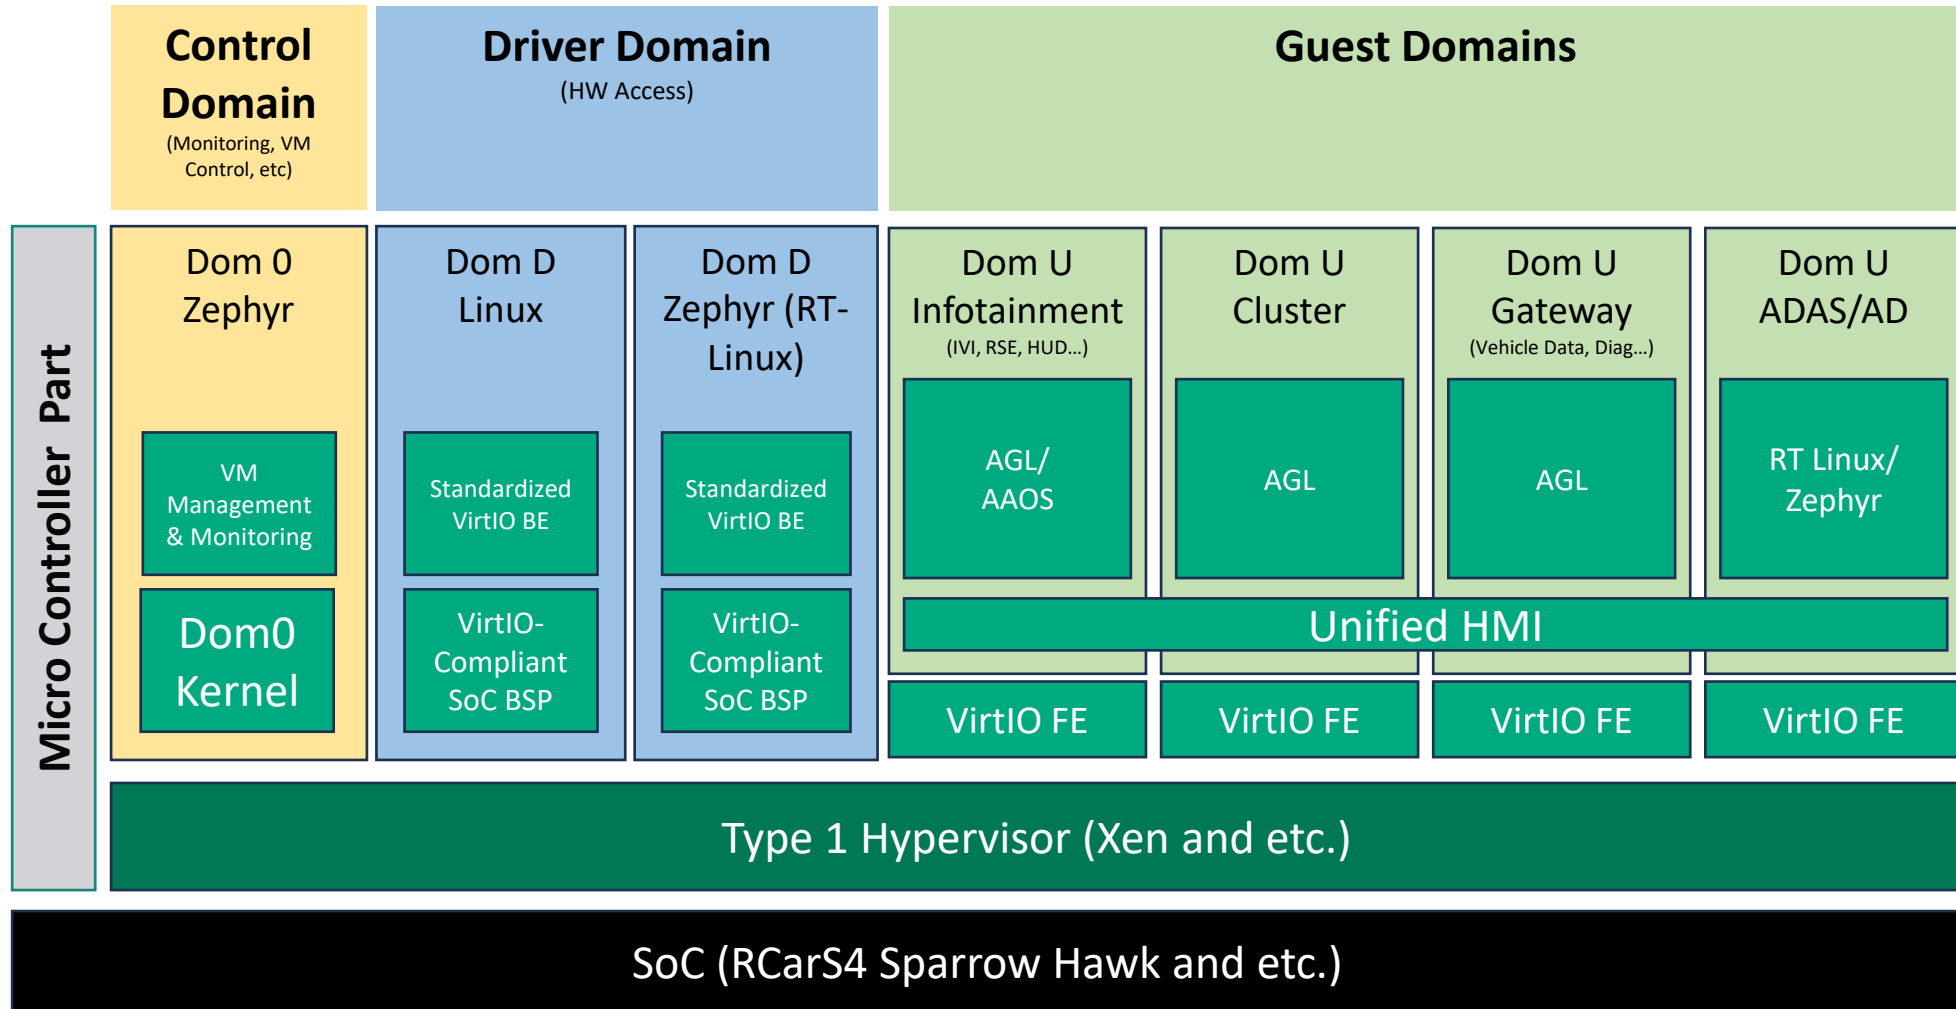 Control
Domain
(Monitoring, VM
Control, etc)
Driver Domain
(HW Access)
Guest Domains
Micro Controller Part
Dom 0
Zephyr
VM
Management
& Monitoring
Dom0
Kernel
Dom D
Linux
Standardized
VirtIO BE
VirtIO-
Compliant
SoC BSP
Dom D
Zephyr (RT-
Linux)
Standardized
VirtIO BE
VirtIO-
Compliant
SoC BSP
Dom U
Infotainment
(IVI, RSE, HUD...)
AGL/
AAOS
Dom U
Cluster
AGL
Dom U
Gateway
(Vehicle Data, Diag...)
AGL
Dom U
ADAS/AD
RT Linux/
Zephyr
Unified HMI
VirtIO FE
VirtIO FE
VirtIO FE
VirtIO FE
Type 1 Hypervisor (Xen and etc.)
SoC (RCarS4 Sparrow Hawk and etc.)